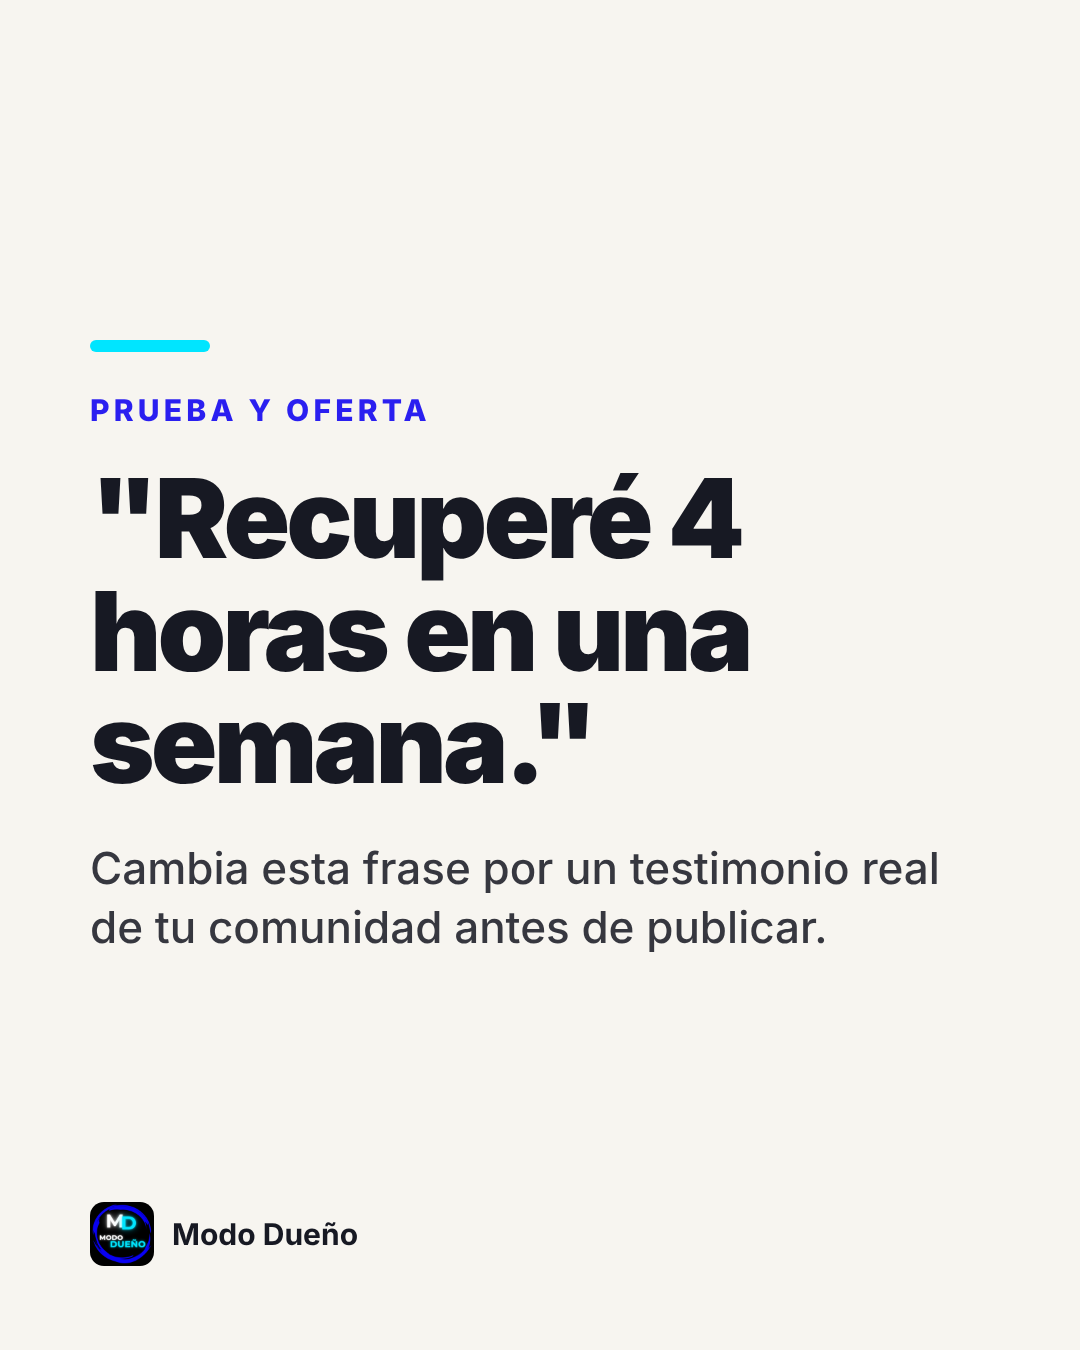 PRUEBA Y OFERTA
"Recuperé 4
horas en una
semana."
Cambia esta frase por un testimonio real
de tu comunidad antes de publicar.
MD
MODO
DUEÑO
Modo Dueño